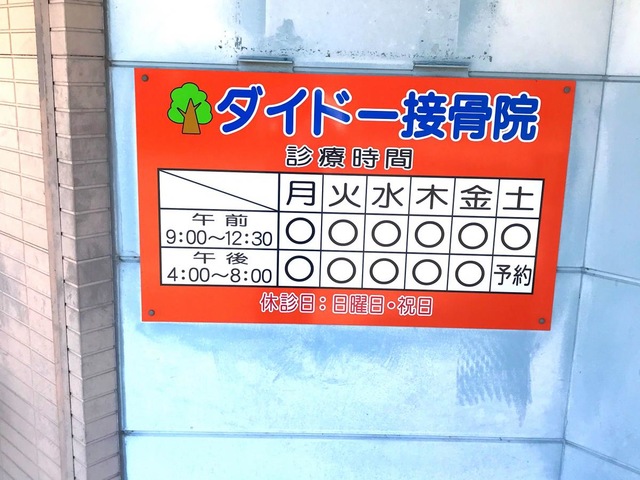 ダイドー接骨院
診療時間
月 火 水 木 金 土
午前
9:00〜12:30 ○ ○ ○ ○ ○ ○
午後
4:00〜8:00 ○ ○ ○ ○ ○ 予約
休診日:日曜日・祝日